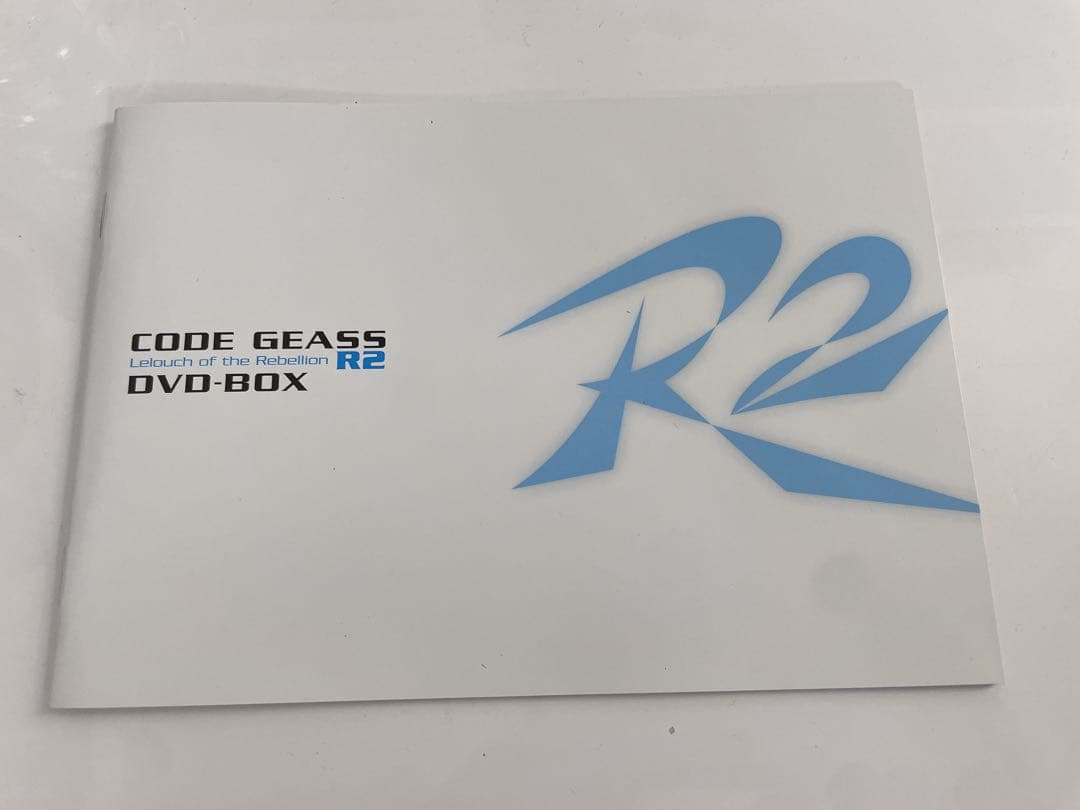 CODE GEASS
Lelouch of the Rebellion R2
DVD-BOX
R2